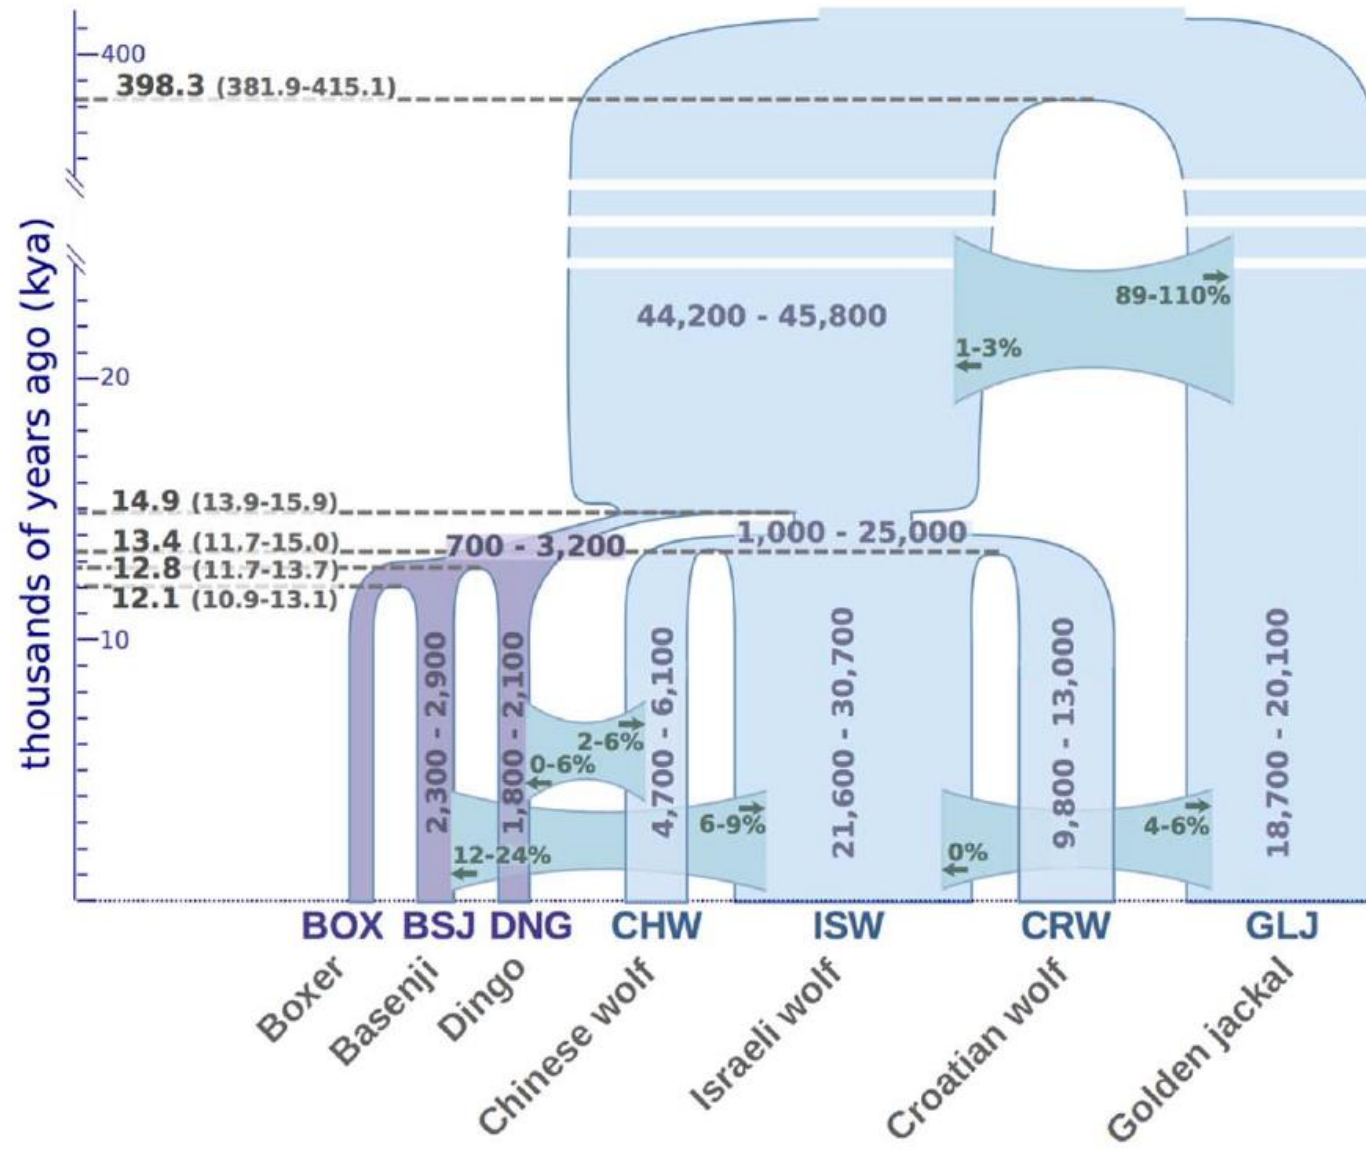 400
398.3 (381.9-415.1)
thousands of years ago (kya)
44,200 - 45,800
89-110%
1-3%
20
14.9 (13.9-15.9)
13.4 (11.7-15.0)
700 - 3,200
1,000 - 25,000
12.8 (11.7-13.7)
12.1 (10.9-13.1)
10
2,300 - 2,900
1,800 - 2,100
4,700 - 6,100
21,600 - 30,700
9,800 - 13,000
18,700 - 20,100
2-6%
0-6%
6-9%
12-24%
4-6%
0%
BOX BSJ DNG CHW ISW CRW GLJ
Boxer
Basenji
Dingo
Chinese wolf
Israeli wolf
Croatian wolf
Golden jackal